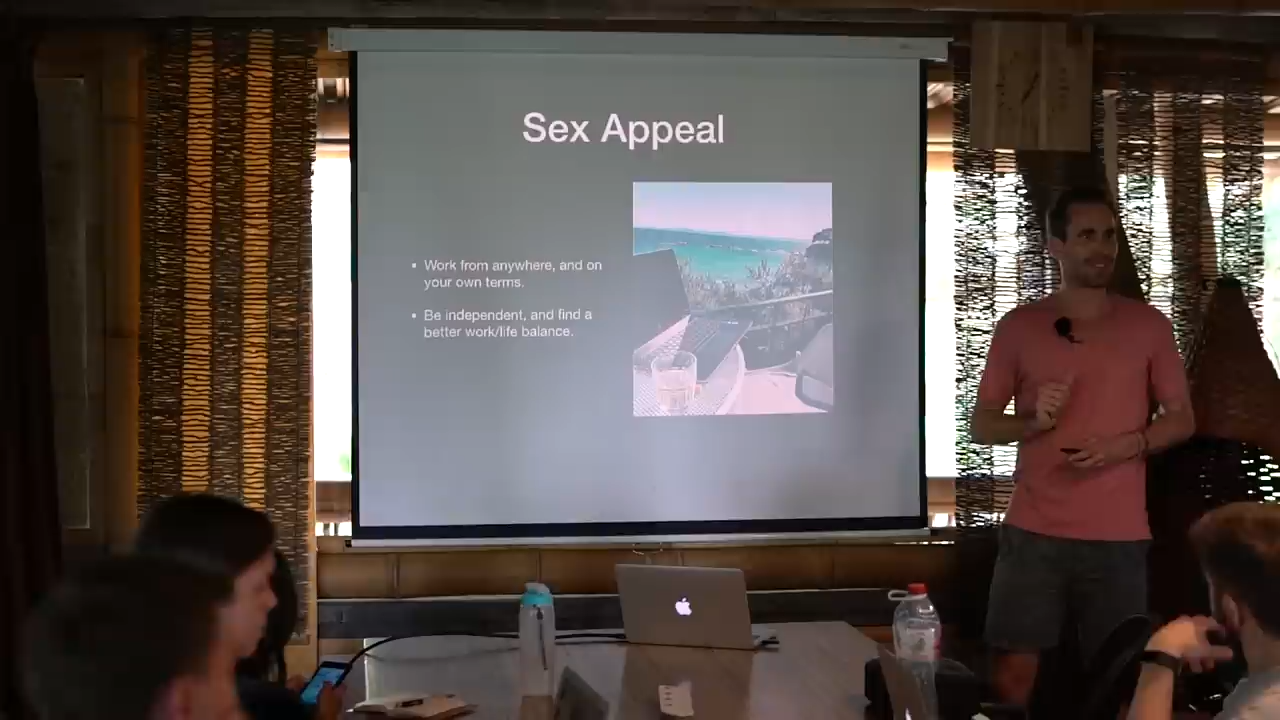 Sex Appeal
• Work from anywhere, and on
your own terms.
• Be independent, and find a
better work/life balance.